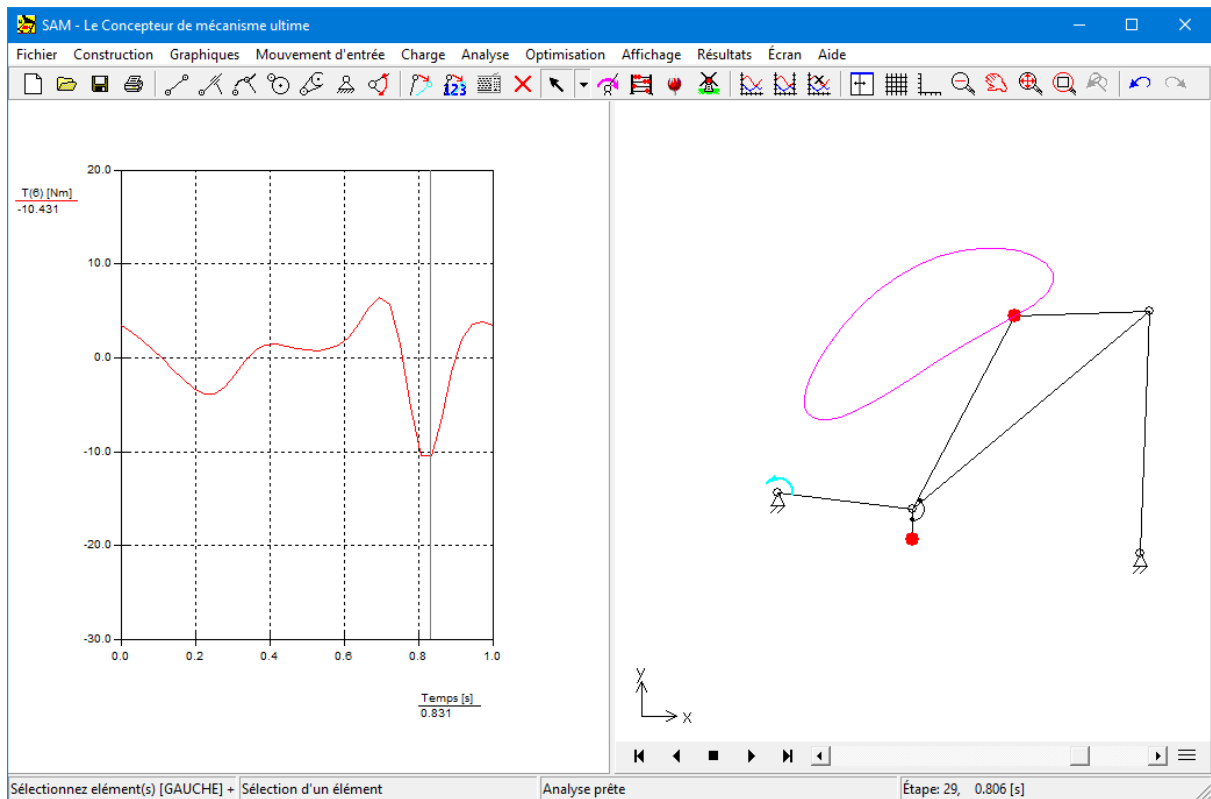 SAM - Le Concepteur de mécanisme ultime
Fichier Construction Graphiques Mouvement d'entrée Charge Analyse Optimisation Affichage Résultats Écran Aide
123
20.0
T(6) [Nm]
-10.431
10.0
0.0
-10.0
-20.0
-30.0
0.0 0.2 0.4 0.6 0.8 1.0
Temps [s]
0.831
y
x
Sélectionnez elément(s) [GAUCHE] + Sélection d'un élément Analyse prête Étape: 29, 0.806 [s]